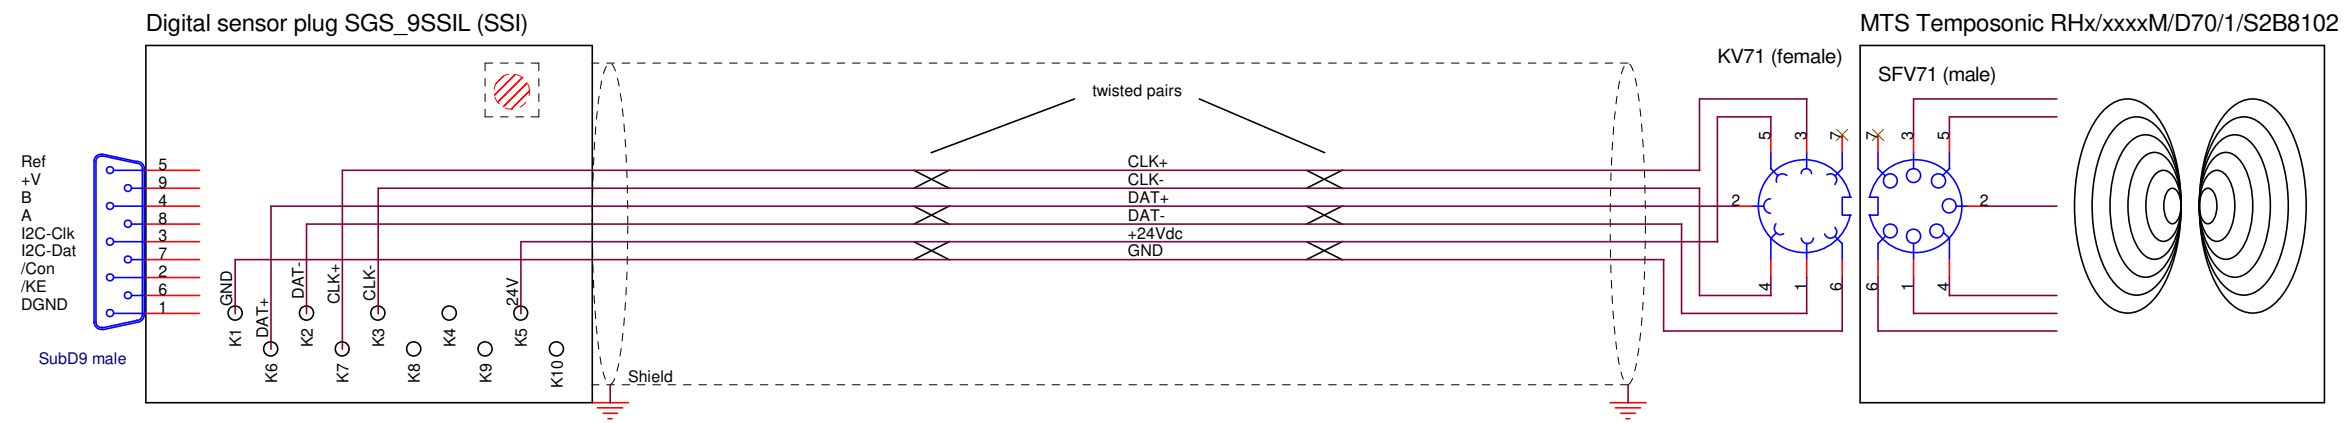 Digital sensor plug SGS_9SSIL (SSI)
MTS Temposonic RHx/xxxxM/D70/1/S2B8102
KV71 (female)
SFV71 (male)
twisted pairs
Ref
+V
B
A
I2C-Clk
I2C-Dat
/Con
/KE
DGND
5
9
4
8
3
7
2
6
1
SubD9 male
GND
DAT+
DAT-
CLK+
CLK-
24V
K1
K2
K3
K4
K5
K6
K7
K8
K9
K10
Shield
CLK+
CLK-
DAT+
DAT-
+24Vdc
GND
5
3
7
2
4
1
6
7
3
5
2
6
1
4